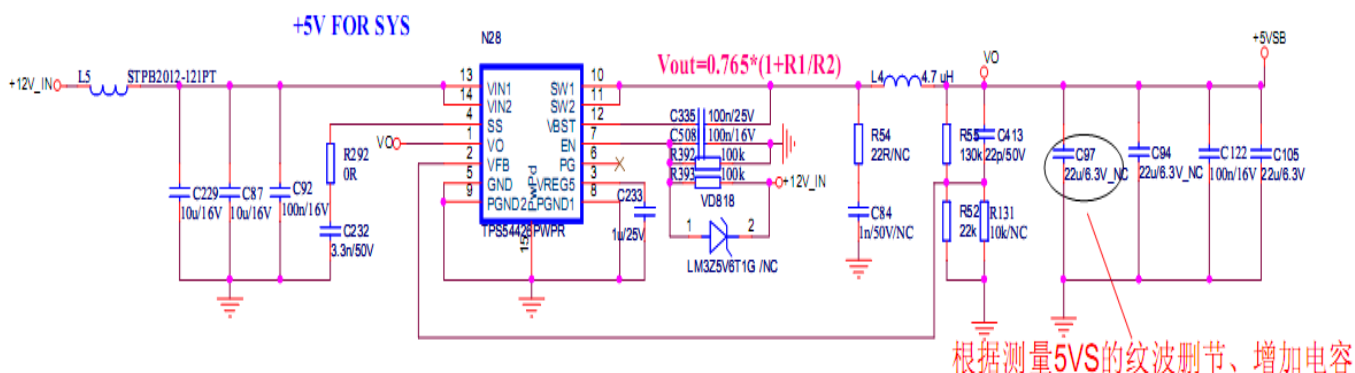 +5V FOR SYS
N28
Vout=0.765*(1+R1/R2)
+5VSB
VO
+12V_IN
L5
STPB2012-121PT
L4
4.7 uH
13
14
4
1
2
5
9
VIN1
VIN2
SS
VO
VFB
GND
PGND2
SW1
SW2
VBST
EN
PG
VREG5
PGND1
PwPd
10
11
12
7
6
3
8
15
VO
R292
0R
C232
3.3n/50V
C229
10u/16V
C87
10u/16V
C92
100n/16V
C335
100n/25V
C508
100n/16V
R392
100k
R393
100k
+12V_IN
VD818
1
2
LM3Z5V6T1G /NC
C233
1u/25V
R54
22R/NC
C84
1n/50V/NC
R55
130k
C413
22p/50V
R52
22k
R131
10k/NC
C97
22u/6.3V_NC
C94
22u/6.3V_NC
C122
100n/16V
C105
22u/6.3V
根据测量5VS的纹波删节、增加电容